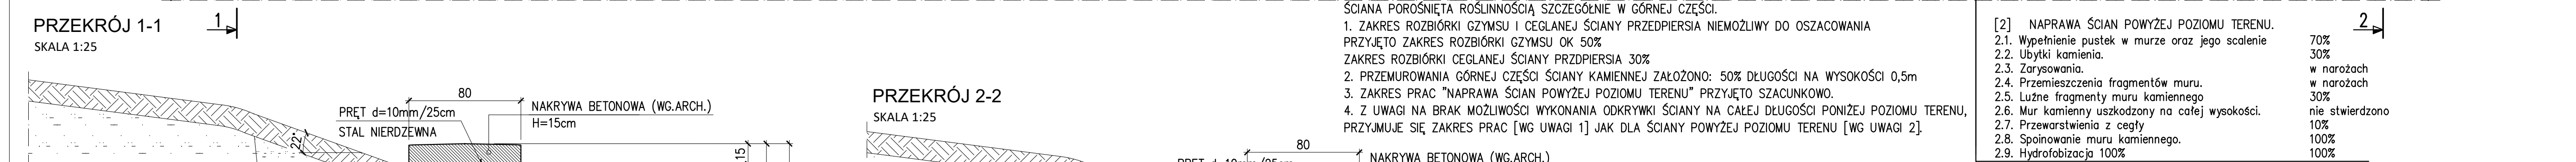 PRZEKRÓJ 1-1
SKALA 1:25
1
80
PRĘT d=10mm/25cm
STAL NIERDZEWNA
NAKRYWA BETONOWA (WG.ARCH.)
H=15cm
22°
15
PRZEKRÓJ 2-2
SKALA 1:25
80
PRĘT d=10mm/25cm
NAKRYWA BETONOWA (WG.ARCH.)
ŚCIANA POROŚNIĘTA ROŚLINNOŚCIĄ SZCZEGÓLNIE W GÓRNEJ CZĘŚCI.
1. ZAKRES ROZBIÓRKI GZYMSU I CEGLANEJ ŚCIANY PRZEDPIERSIA NIEMOŻLIWY DO OSZACOWANIA
PRZYJĘTO ZAKRES ROZBIÓRKI GZYMSU OK 50%
ZAKRES ROZBIÓRKI CEGLANEJ ŚCIANY PRZDPIERSIA 30%
2. PRZEMUROWANIA GÓRNEJ CZĘŚCI ŚCIANY KAMIENNEJ ZAŁOŻONO: 50% DŁUGOŚCI NA WYSOKOŚCI 0,5m
3. ZAKRES PRAC "NAPRAWA ŚCIAN POWYŻEJ POZIOMU TERENU" PRZYJĘTO SZACUNKOWO.
4. Z UWAGI NA BRAK MOŻLIWOŚCI WYKONANIA ODKRYWKI ŚCIANY NA CAŁEJ DŁUGOŚCI PONIŻEJ POZIOMU TERENU,
PRZYJMUJE SIĘ ZAKRES PRAC [WG UWAGI 1] JAK DLA ŚCIANY POWYŻEJ POZIOMU TERENU [WG UWAGI 2].
[2] NAPRAWA ŚCIAN POWYŻEJ POZIOMU TERENU.
2.1. Wypełnienie pustek w murze oraz jego scalenie 70%
2.2. Ubytki kamienia. 30%
2.3. Zarysowania. w narożach
2.4. Przemieszczenia fragmentów muru. w narożach
2.5. Luźne fragmenty muru kamiennego 30%
2.6. Mur kamienny uszkodzony na całej wysokości. nie stwierdzono
2.7. Przewarstwienia z cegły 10%
2.8. Spoinowanie muru kamiennego. 100%
2.9. Hydrofobizacja 100% 100%
2